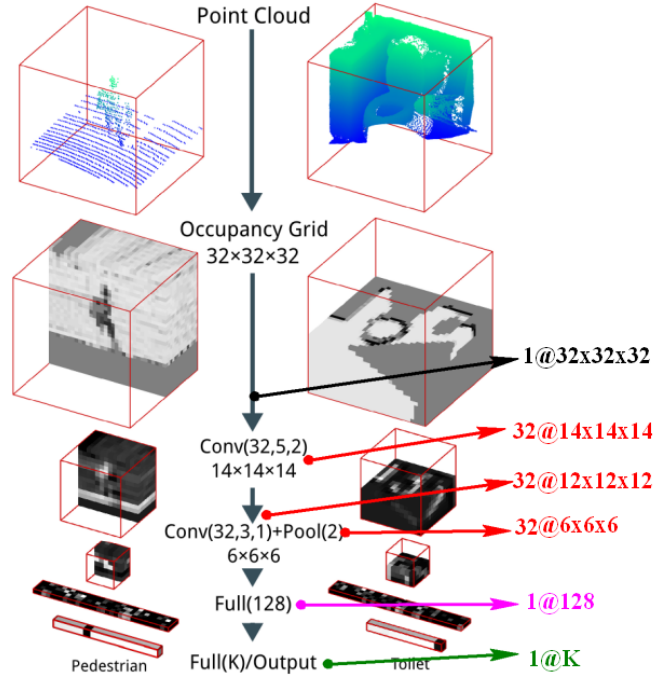 Point Cloud
Occupancy Grid
32×32×32
1@32x32x32
Conv(32,5,2)
14×14×14
32@14x14x14
32@12x12x12
Conv(32,3,1)+Pool(2)
6×6×6
32@6x6x6
Full(128)
1@128
Pedestrian
Full(K)/Output
Toilet
1@K